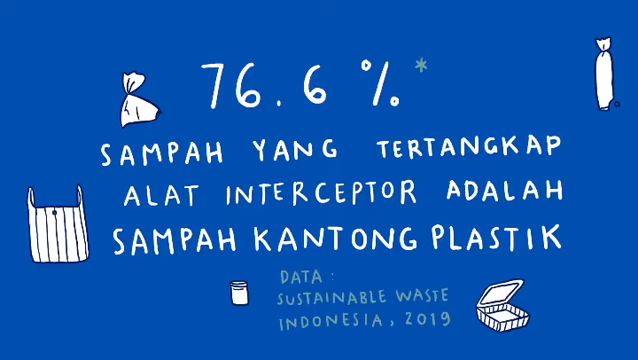 76.6 %*
SAMPAH YANG TERTANGKAP
ALAT INTERCEPTOR ADALAH
SAMPAH KANTONG PLASTIK
DATA :
SUSTAINABLE WASTE
INDONESIA, 2019